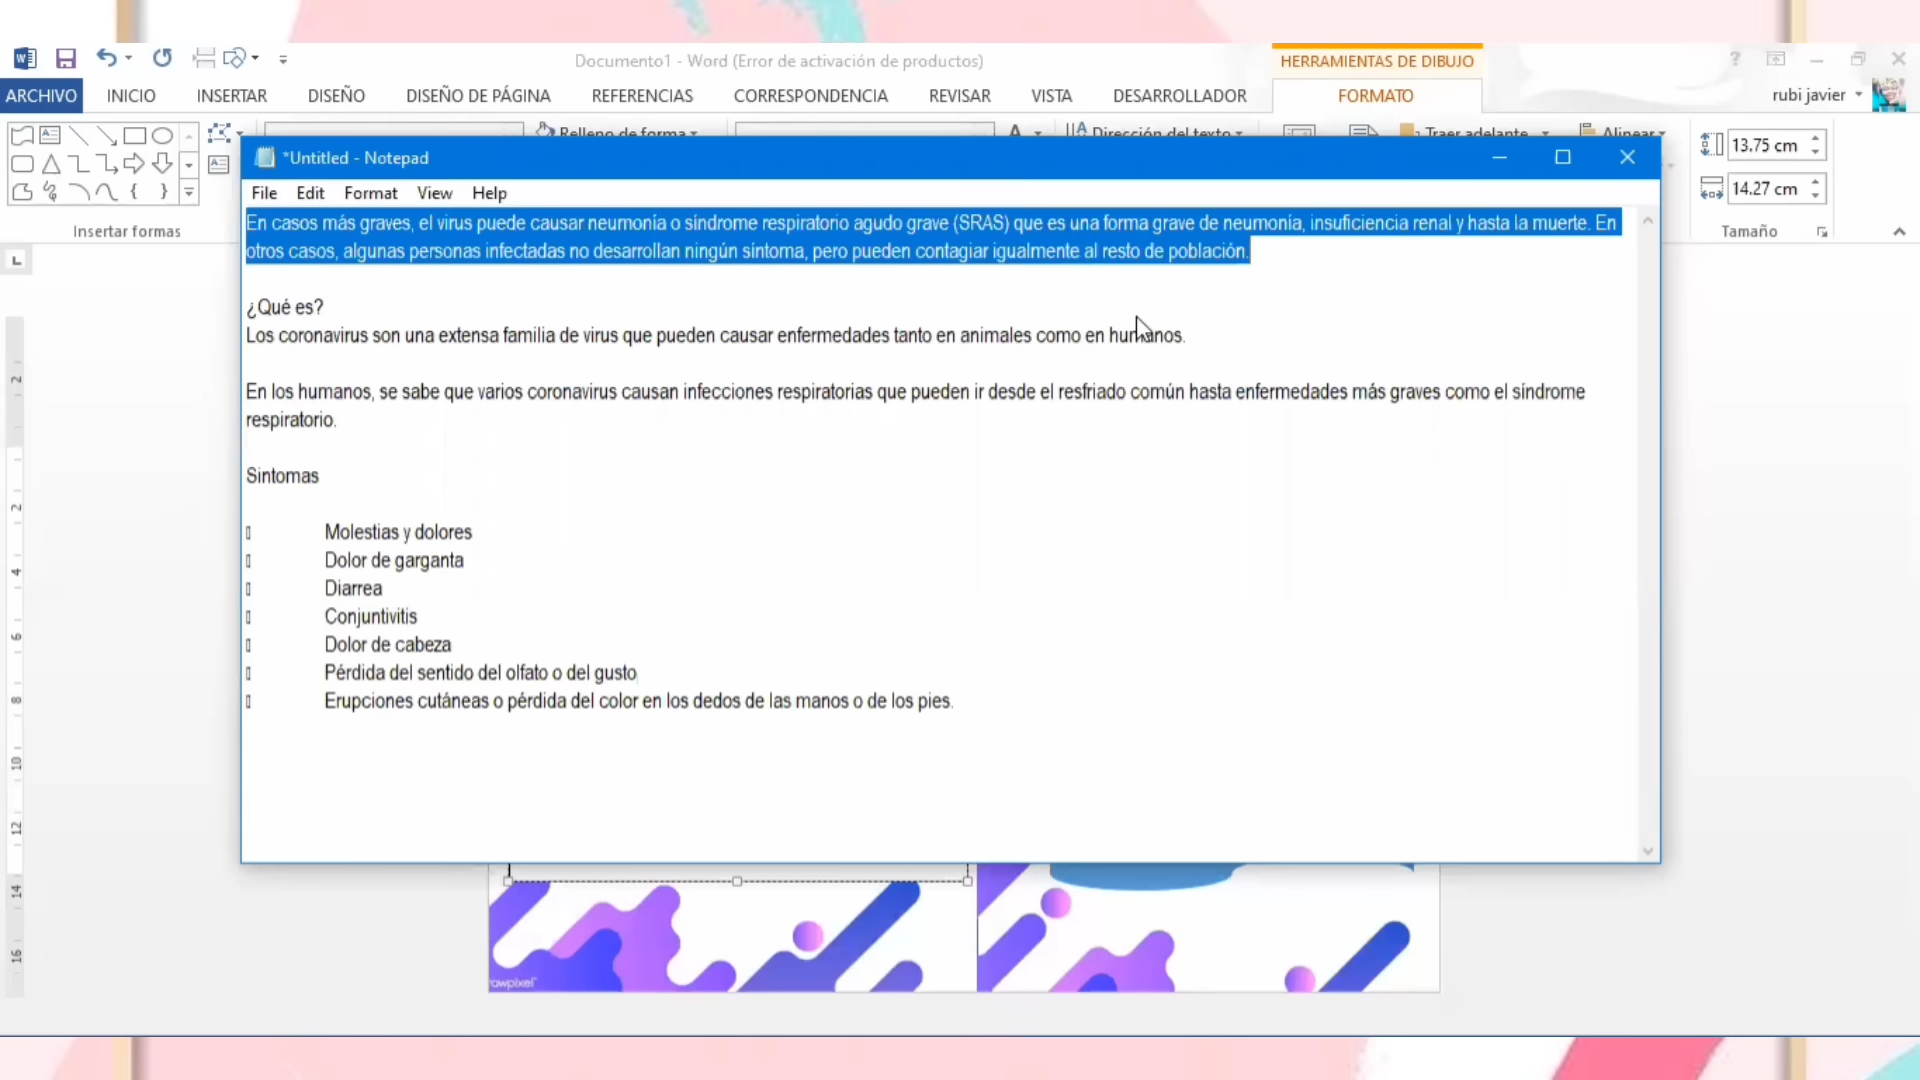 Documento1 - Word (Error de activación de productos)
HERRAMIENTAS DE DIBUJO
ARCHIVO INICIO INSERTAR DISEÑO DISEÑO DE PÁGINA REFERENCIAS CORRESPONDENCIA REVISAR VISTA DESARROLLADOR FORMATO rubi javier
Relleno de forma Dirección del texto Traer adelante Alinear
13.75 cm
14.27 cm
Insertar formas Tamaño
*Untitled - Notepad
File Edit Format View Help
En casos más graves, el virus puede causar neumonía o síndrome respiratorio agudo grave (SRAS) que es una forma grave de neumonía, insuficiencia renal y hasta la muerte. En
otros casos, algunas personas infectadas no desarrollan ningún síntoma, pero pueden contagiar igualmente al resto de población.
¿Qué es?
Los coronavirus son una extensa familia de virus que pueden causar enfermedades tanto en animales como en humanos.
En los humanos, se sabe que varios coronavirus causan infecciones respiratorias que pueden ir desde el resfriado común hasta enfermedades más graves como el síndrome
respiratorio.
Sintomas
Molestias y dolores
Dolor de garganta
Diarrea
Conjuntivitis
Dolor de cabeza
Pérdida del sentido del olfato o del gusto
Erupciones cutáneas o pérdida del color en los dedos de las manos o de los pies.
2
2
4
6
8
10
12
14
16